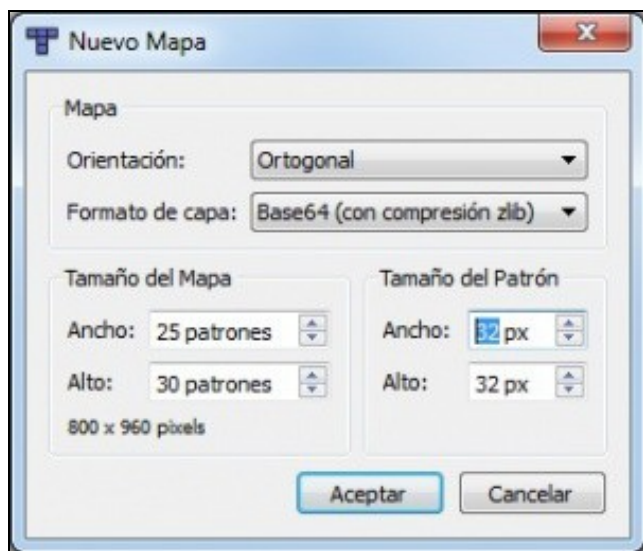 Nuevo Mapa
Mapa
Orientación: Ortogonal
Formato de capa: Base64 (con compresión zlib)
Tamaño del Mapa
Ancho: 25 patrones
Alto: 30 patrones
800 x 960 pixels
Tamaño del Patrón
Ancho: 32 px
Alto: 32 px
Aceptar Cancelar